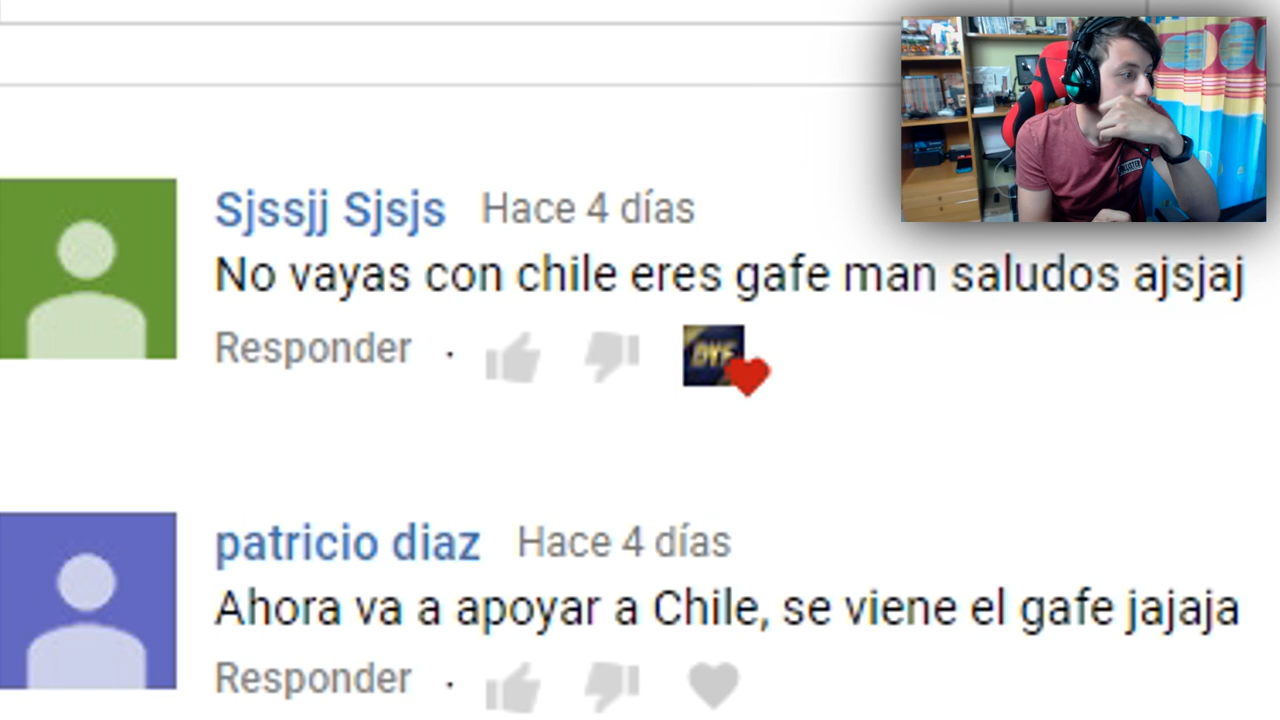 Sjssjj Sjsjs Hace 4 días
No vayas con chile eres gafe man saludos ajsjaj
Responder ·
patricio diaz Hace 4 días
Ahora va a apoyar a Chile, se viene el gafe jajaja
Responder ·